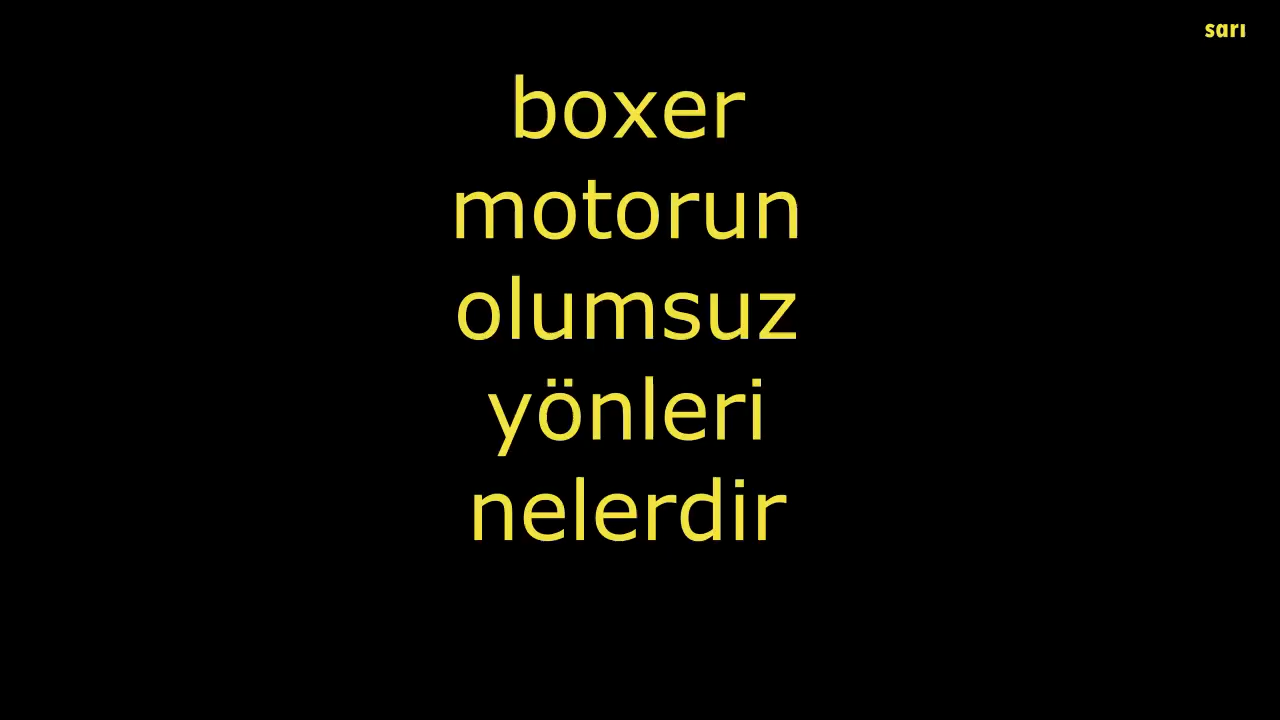 sarı
boxer
motorun
olumsuz
yönleri
nelerdir